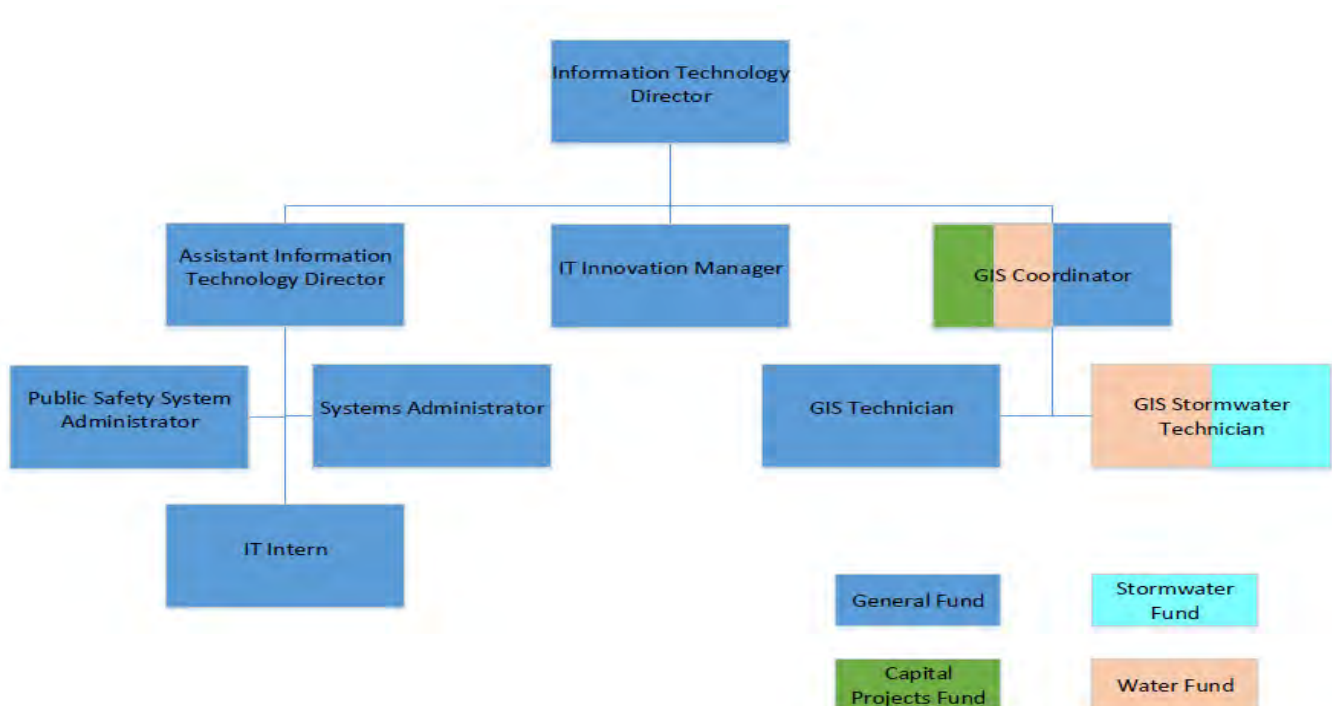 Information Technology
Director
Assistant Information
Technology Director
IT Innovation Manager
GIS Coordinator
Public Safety System
Administrator
Systems Administrator
GIS Technician
GIS Stormwater
Technician
IT Intern
General Fund
Stormwater
Fund
Capital
Projects Fund
Water Fund